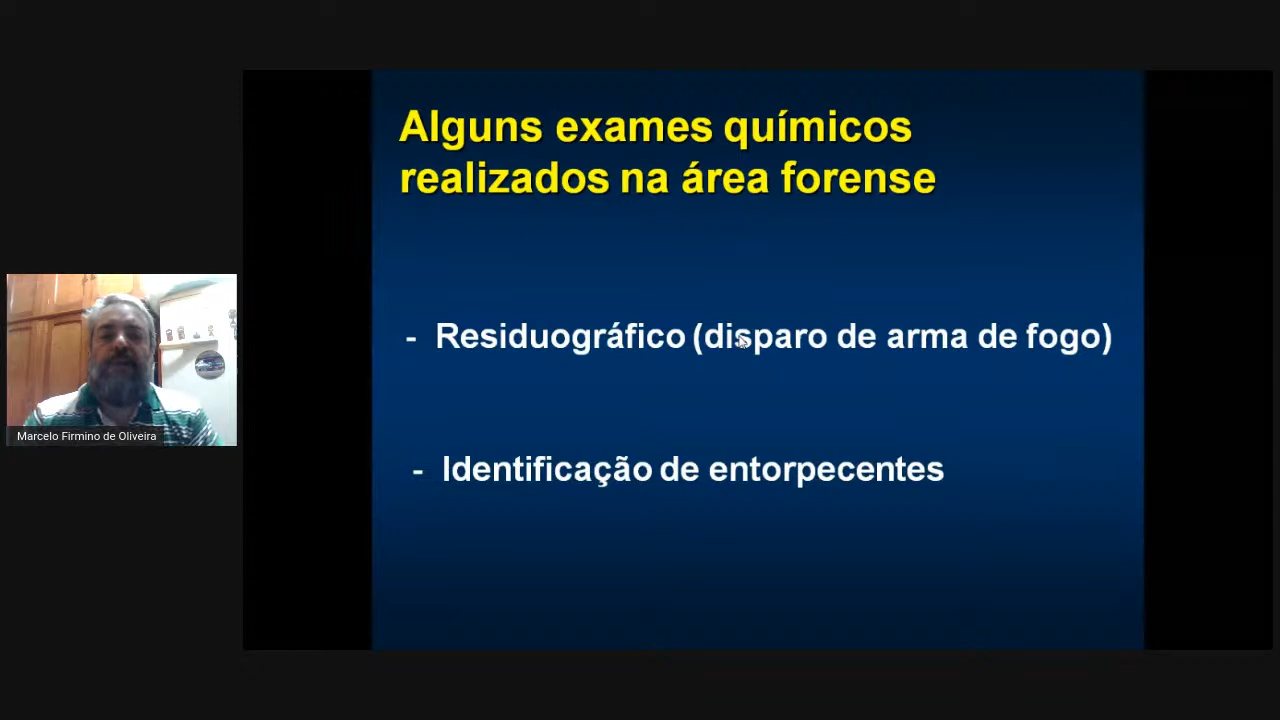 Alguns exames químicos
realizados na área forense
- Residuográfico (disparo de arma de fogo)
- Identificação de entorpecentes
Marcelo Firmino de Oliveira